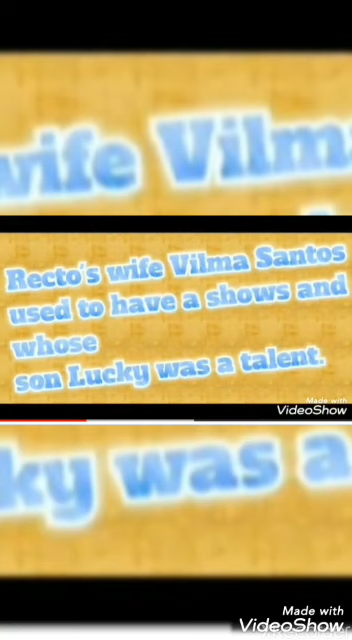 wife Vilma
Recto's wife Vilma Santos
used to have a shows and
whose
son Lucky was a talent.
Made with
VideoShow
ky was a
Made with
VideoShow